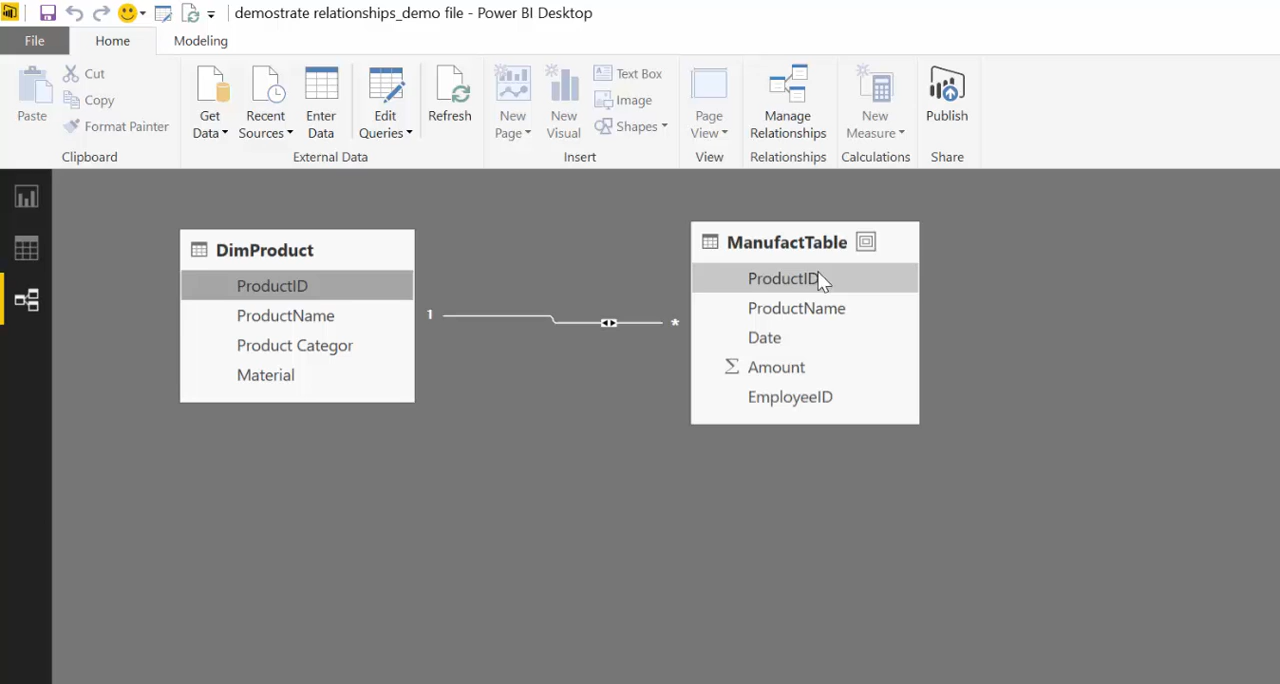 demostrate relationships_demo file - Power BI Desktop
File Home Modeling
Paste
Cut
Copy
Format Painter
Clipboard
Get Data
Recent Sources
Enter Data
Edit Queries
Refresh
External Data
New Page
New Visual
Text Box
Image
Shapes
Insert
Page View
View
Manage Relationships
Relationships
New Measure
Calculations
Publish
Share
DimProduct
ProductID
ProductName
Product Categor
Material
1
*
ManufactTable
ProductID
ProductName
Date
Σ Amount
EmployeeID